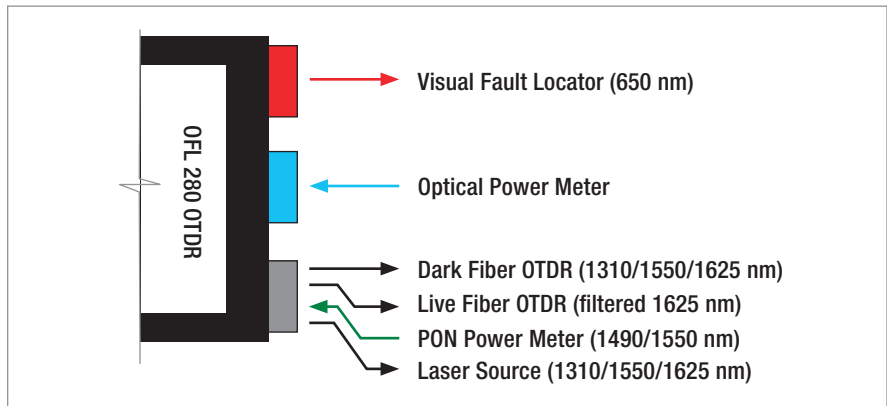 OFL 280 OTDR
Visual Fault Locator (650 nm)
Optical Power Meter
Dark Fiber OTDR (1310/1550/1625 nm)
Live Fiber OTDR (filtered 1625 nm)
PON Power Meter (1490/1550 nm)
Laser Source (1310/1550/1625 nm)